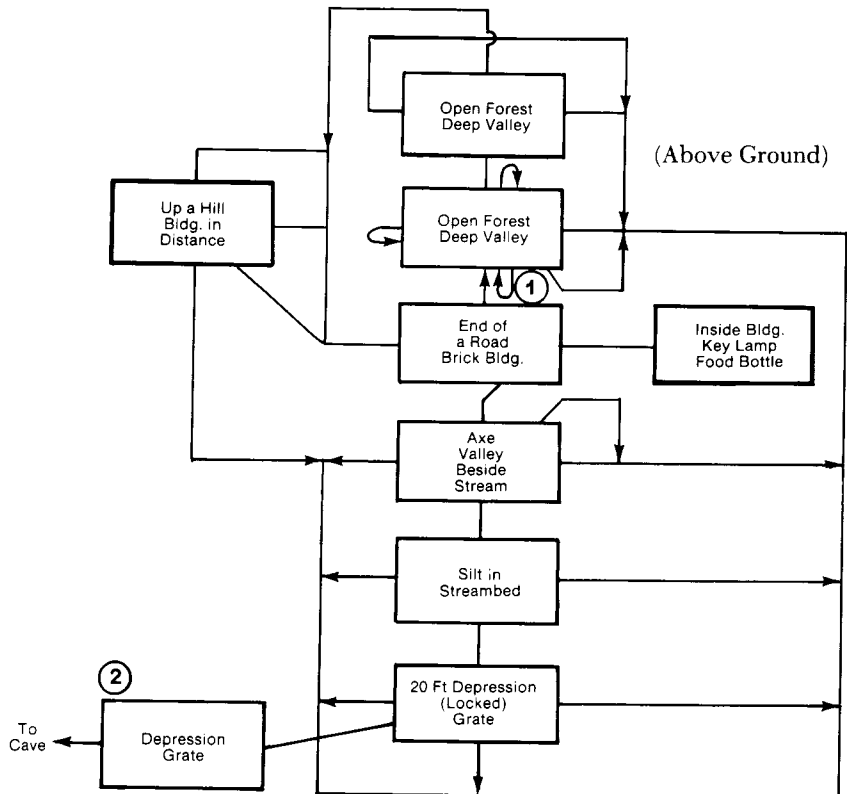 Open Forest
Deep Valley
(Above Ground)
Up a Hill
Bldg. in
Distance
Open Forest
Deep Valley
1
End of
a Road
Brick Bldg.
Inside Bldg.
Key Lamp
Food Bottle
Axe
Valley
Beside
Stream
Silt in
Streambed
2
20 Ft Depression
(Locked)
Grate
To
Cave
Depression
Grate